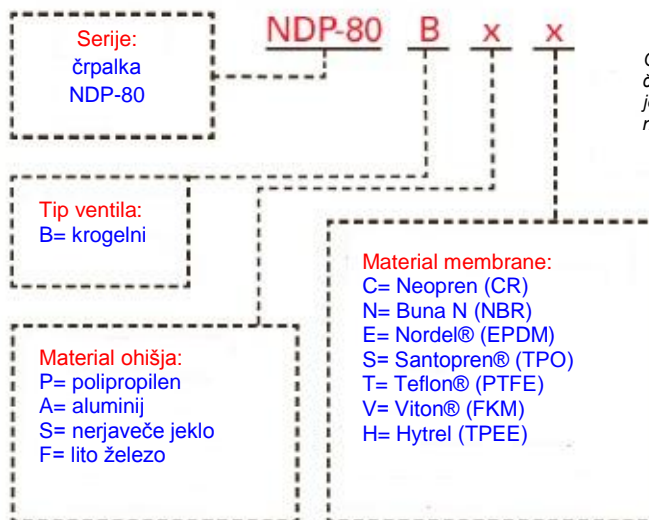 NDP-80 B x x
Serije:
črpalka
NDP-80
Tip ventila:
B= krogelni
Material ohišja:
P= polipropilen
A= aluminij
S= nerjaveče jeklo
F= lito železo
Material membrane:
C= Neopren (CR)
N= Buna N (NBR)
E= Nordel® (EPDM)
S= Santopren® (TPO)
T= Teflon® (PTFE)
V= Viton® (FKM)
H= Hytrel (TPEE)